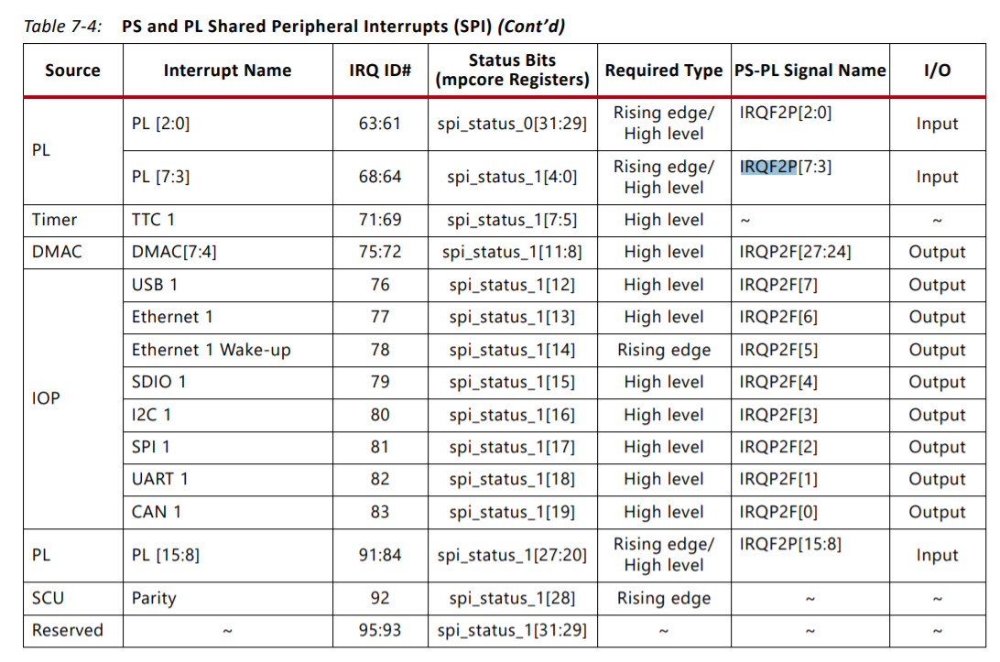 Table 7-4: PS and PL Shared Peripheral Interrupts (SPI) (Cont’d)
Source Interrupt Name IRQ ID# Status Bits (mpcore Registers) Required Type PS-PL Signal Name I/O
PL PL [2:0] 63:61 spi_status_0[31:29] Rising edge/ High level IRQF2P[2:0] Input
PL [7:3] 68:64 spi_status_1[4:0] Rising edge/ High level IRQF2P[7:3] Input
Timer TTC 1 71:69 spi_status_1[7:5] High level ~ ~
DMAC DMAC[7:4] 75:72 spi_status_1[11:8] High level IRQP2F[27:24] Output
IOP USB 1 76 spi_status_1[12] High level IRQP2F[7] Output
Ethernet 1 77 spi_status_1[13] High level IRQP2F[6] Output
Ethernet 1 Wake-up 78 spi_status_1[14] Rising edge IRQP2F[5] Output
SDIO 1 79 spi_status_1[15] High level IRQP2F[4] Output
I2C 1 80 spi_status_1[16] High level IRQP2F[3] Output
SPI 1 81 spi_status_1[17] High level IRQP2F[2] Output
UART 1 82 spi_status_1[18] High level IRQP2F[1] Output
CAN 1 83 spi_status_1[19] High level IRQP2F[0] Output
PL PL [15:8] 91:84 spi_status_1[27:20] Rising edge/ High level IRQF2P[15:8] Input
SCU Parity 92 spi_status_1[28] Rising edge ~ ~
Reserved ~ 95:93 spi_status_1[31:29] ~ ~ ~